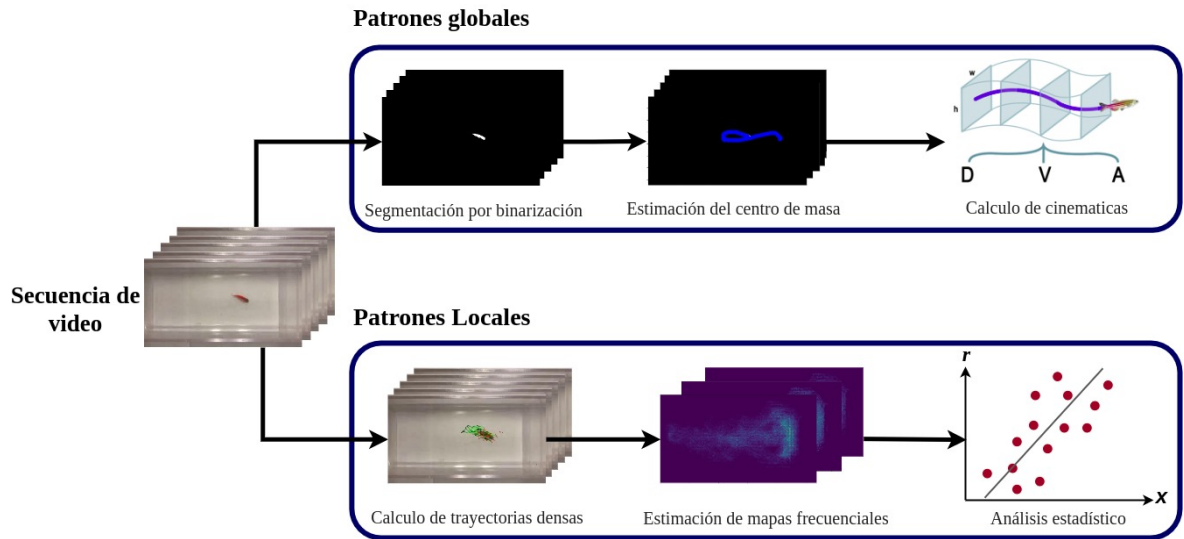 Patrones globales
w
h
D V A
Segmentación por binarización
Estimación del centro de masa
Calculo de cinematicas
Secuencia de
video
Patrones Locales
r
x
Calculo de trayectorias densas
Estimación de mapas frecuenciales
Análisis estadístico